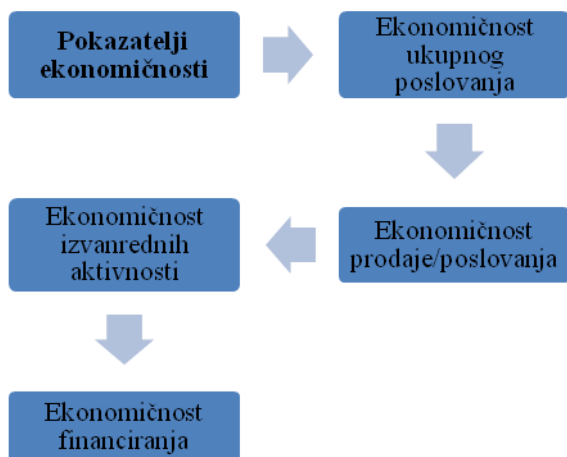 Pokazatelji
ekonomičnosti
Ekonomičnost
ukupnog
poslovanja
Ekonomičnost
prodaje/poslovanja
Ekonomičnost
izvanrednih
aktivnosti
Ekonomičnost
financiranja